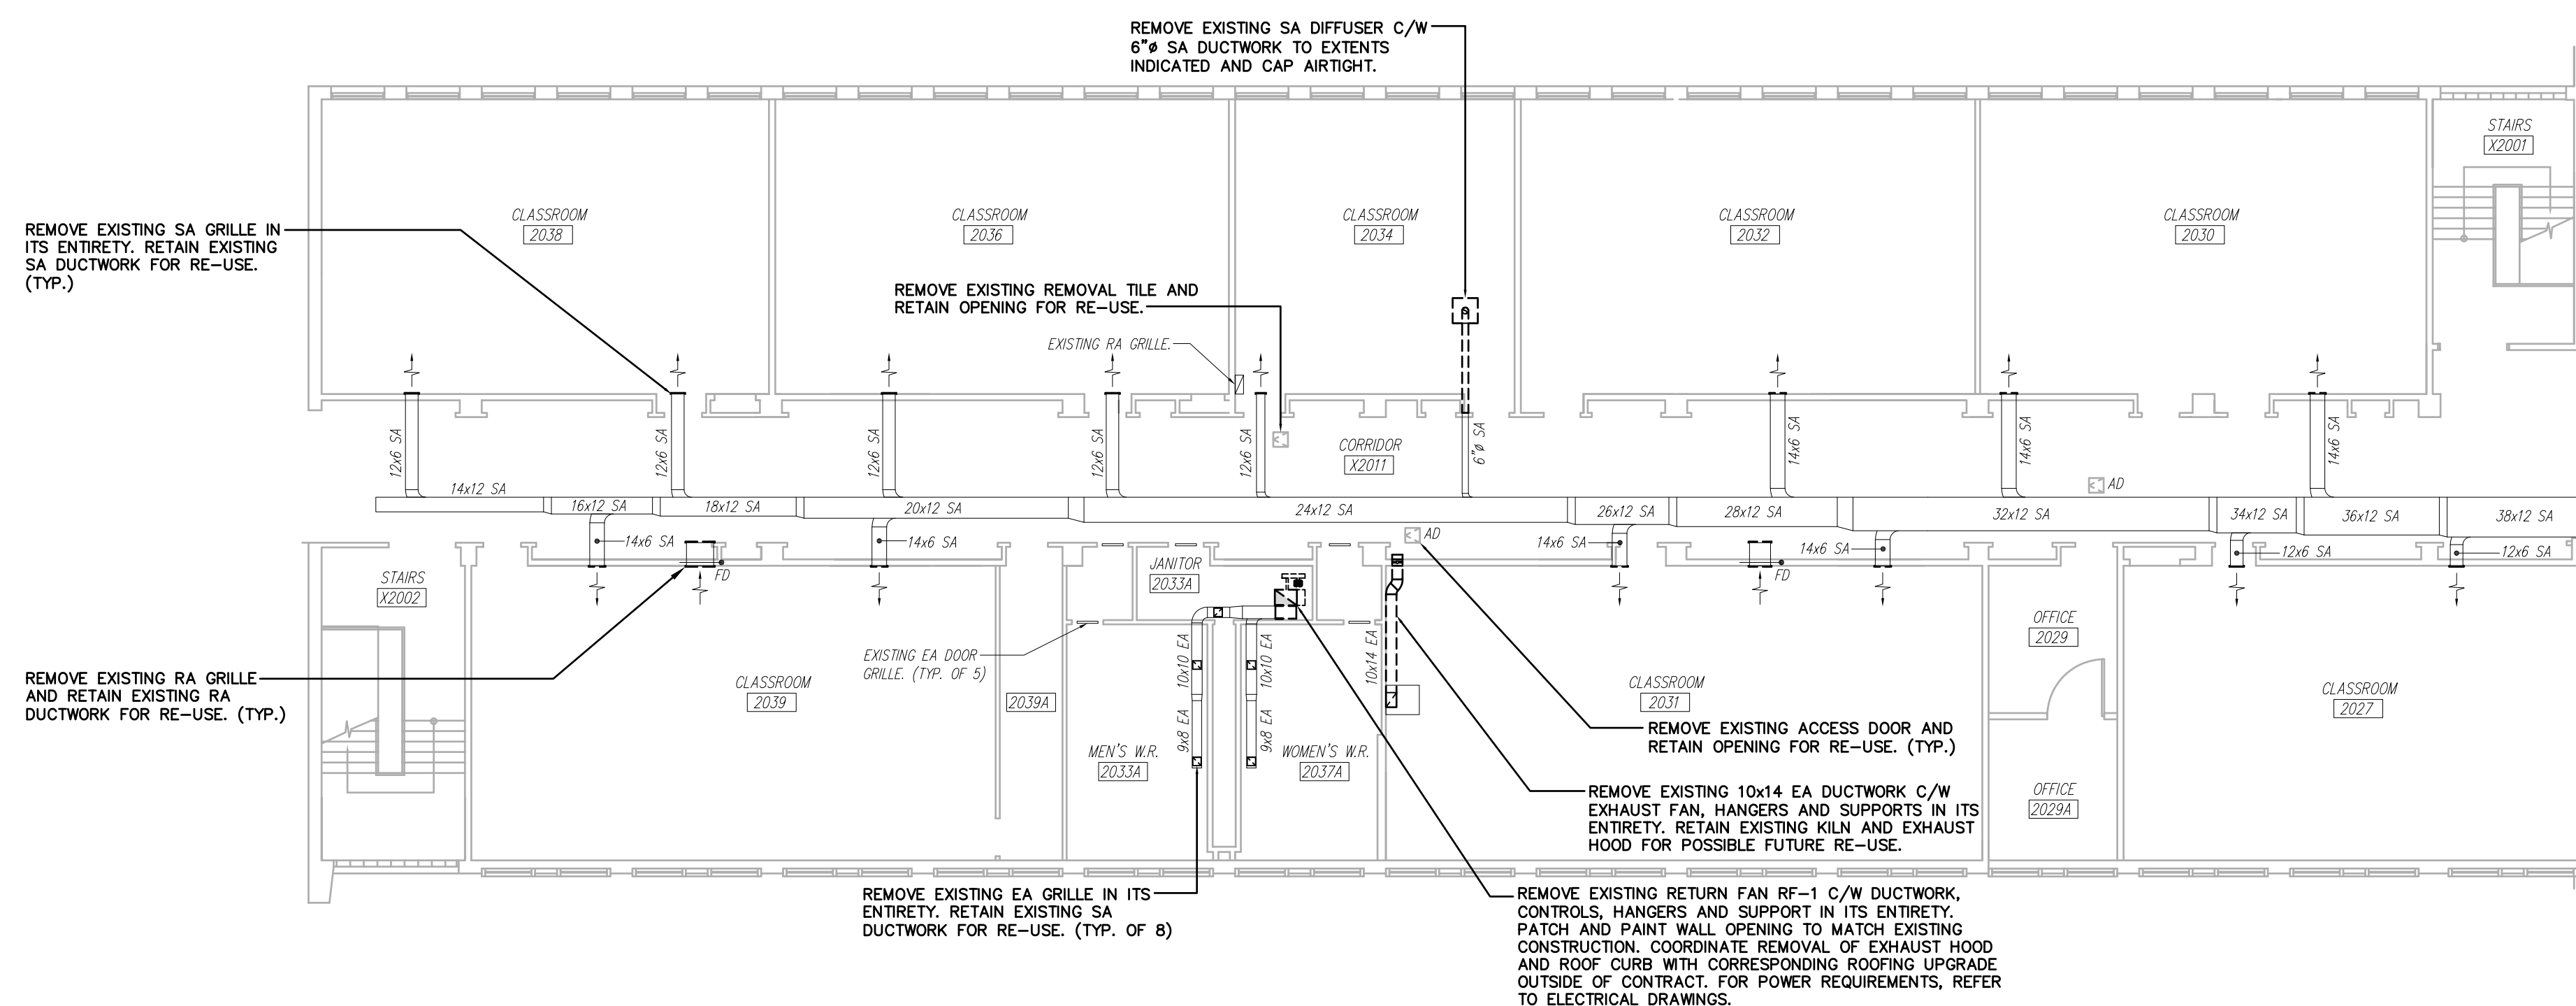 REMOVE EXISTING SA DIFFUSER C/W
6"ø SA DUCTWORK TO EXTENTS
INDICATED AND CAP AIRTIGHT.
STAIRS
X2001
CLASSROOM
2038
CLASSROOM
2036
CLASSROOM
2034
CLASSROOM
2032
CLASSROOM
2030
REMOVE EXISTING SA GRILLE IN
ITS ENTIRETY. RETAIN EXISTING
SA DUCTWORK FOR RE-USE.
(TYP.)
REMOVE EXISTING REMOVAL TILE AND
RETAIN OPENING FOR RE-USE.
EXISTING RA GRILLE.
12x6 SA
12x6 SA
12x6 SA
12x6 SA
12x6 SA
CORRIDOR
X2011
6"ø SA
14x6 SA
14x6 SA
14x6 SA
AD
14x12 SA
16x12 SA
18x12 SA
20x12 SA
24x12 SA
26x12 SA
28x12 SA
32x12 SA
34x12 SA
36x12 SA
38x12 SA
14x6 SA
14x6 SA
AD
14x6 SA
14x6 SA
12x6 SA
12x6 SA
FD
FD
STAIRS
X2002
JANITOR
2033A
OFFICE
2029
EXISTING EA DOOR
GRILLE. (TYP. OF 5)
10x10 EA
10x10 EA
10x14 EA
REMOVE EXISTING RA GRILLE
AND RETAIN EXISTING RA
DUCTWORK FOR RE-USE. (TYP.)
CLASSROOM
2039
2039A
CLASSROOM
2031
CLASSROOM
2027
9x8 EA
9x8 EA
MEN'S W.R.
2033A
WOMEN'S W.R.
2037A
REMOVE EXISTING ACCESS DOOR AND
RETAIN OPENING FOR RE-USE. (TYP.)
OFFICE
2029A
REMOVE EXISTING 10x14 EA DUCTWORK C/W
EXHAUST FAN, HANGERS AND SUPPORTS IN ITS
ENTIRETY. RETAIN EXISTING KILN AND EXHAUST
HOOD FOR POSSIBLE FUTURE RE-USE.
REMOVE EXISTING EA GRILLE IN ITS
ENTIRETY. RETAIN EXISTING SA
DUCTWORK FOR RE-USE. (TYP. OF 8)
REMOVE EXISTING RETURN FAN RF-1 C/W DUCTWORK,
CONTROLS, HANGERS AND SUPPORT IN ITS ENTIRETY.
PATCH AND PAINT WALL OPENING TO MATCH EXISTING
CONSTRUCTION. COORDINATE REMOVAL OF EXHAUST HOOD
AND ROOF CURB WITH CORRESPONDING ROOFING UPGRADE
OUTSIDE OF CONTRACT. FOR POWER REQUIREMENTS, REFER
TO ELECTRICAL DRAWINGS.